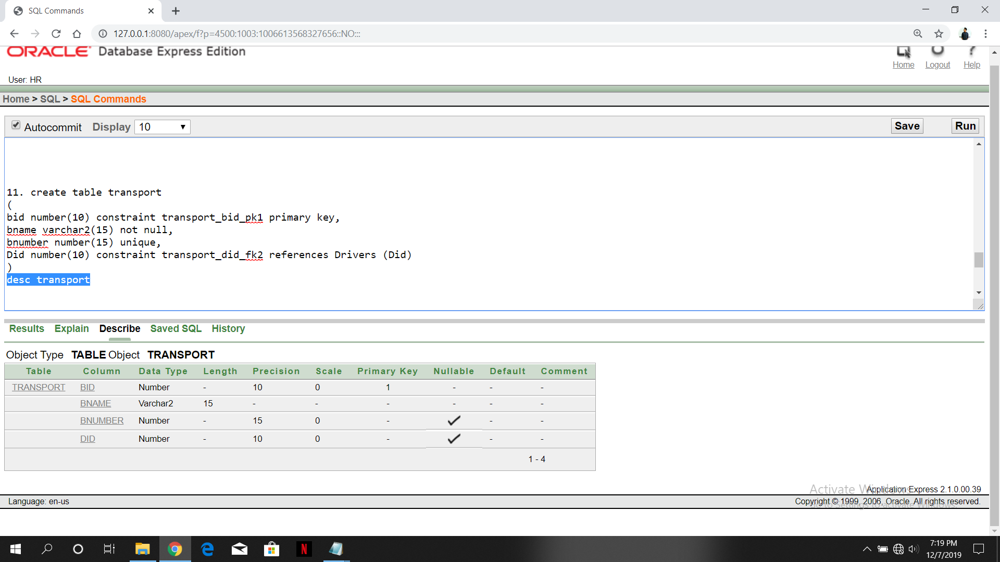 SQL Commands
127.0.0.1:8080/apex/f?p=4500:1003:1006613568327656::NO:::
ORACLE Database Express Edition
Home Logout Help
User: HR
Home > SQL > SQL Commands
Autocommit Display 10 Save Run
11. create table transport
(
bid number(10) constraint transport_bid_pk1 primary key,
bname varchar2(15) not null,
bnumber number(15) unique,
Did number(10) constraint transport_did_fk2 references Drivers (Did)
)
desc transport
Results Explain Describe Saved SQL History
Object Type TABLE Object TRANSPORT
Table Column Data Type Length Precision Scale Primary Key Nullable Default Comment
TRANSPORT BID Number - 10 0 1 - - -
BNAME Varchar2 15 - - - - - -
BNUMBER Number - 15 0 - ✓ - -
DID Number - 10 0 - ✓ - -
1 - 4
Activate Windows
Application Express 2.1.0.00.39
Language: en-us
Copyright © 1999, 2006, Oracle. All rights reserved.
Go to Settings to activate Windows.
N
7:19 PM
12/7/2019